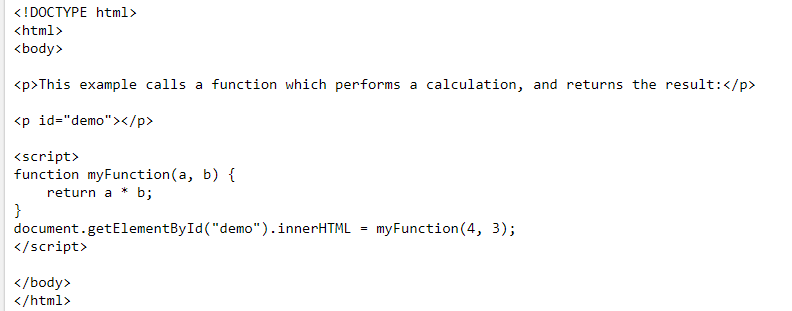 <!DOCTYPE html>
<html>
<body>
<p>This example calls a function which performs a calculation, and returns the result:</p>
<p id="demo"></p>
<script>
function myFunction(a, b) {
    return a * b;
}
document.getElementById("demo").innerHTML = myFunction(4, 3);
</script>
</body>
</html>